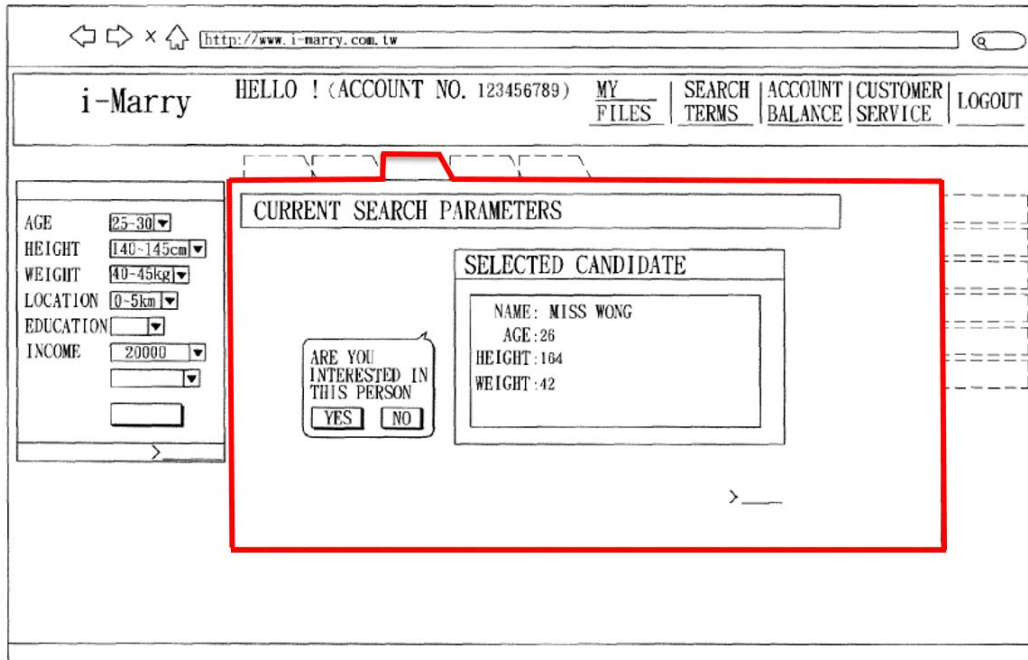 http://www.i-marry.com.tw
i-Marry
HELLO ! (ACCOUNT NO. 123456789)
MY FILES
SEARCH TERMS
ACCOUNT BALANCE
CUSTOMER SERVICE
LOGOUT
AGE 25-30
HEIGHT 140~145cm
WEIGHT 40-45kg
LOCATION 0~5km
EDUCATION
INCOME 20000
CURRENT SEARCH PARAMETERS
SELECTED CANDIDATE
NAME: MISS WONG
AGE:26
HEIGHT:164
WEIGHT:42
ARE YOU
INTERESTED IN
THIS PERSON
YES NO